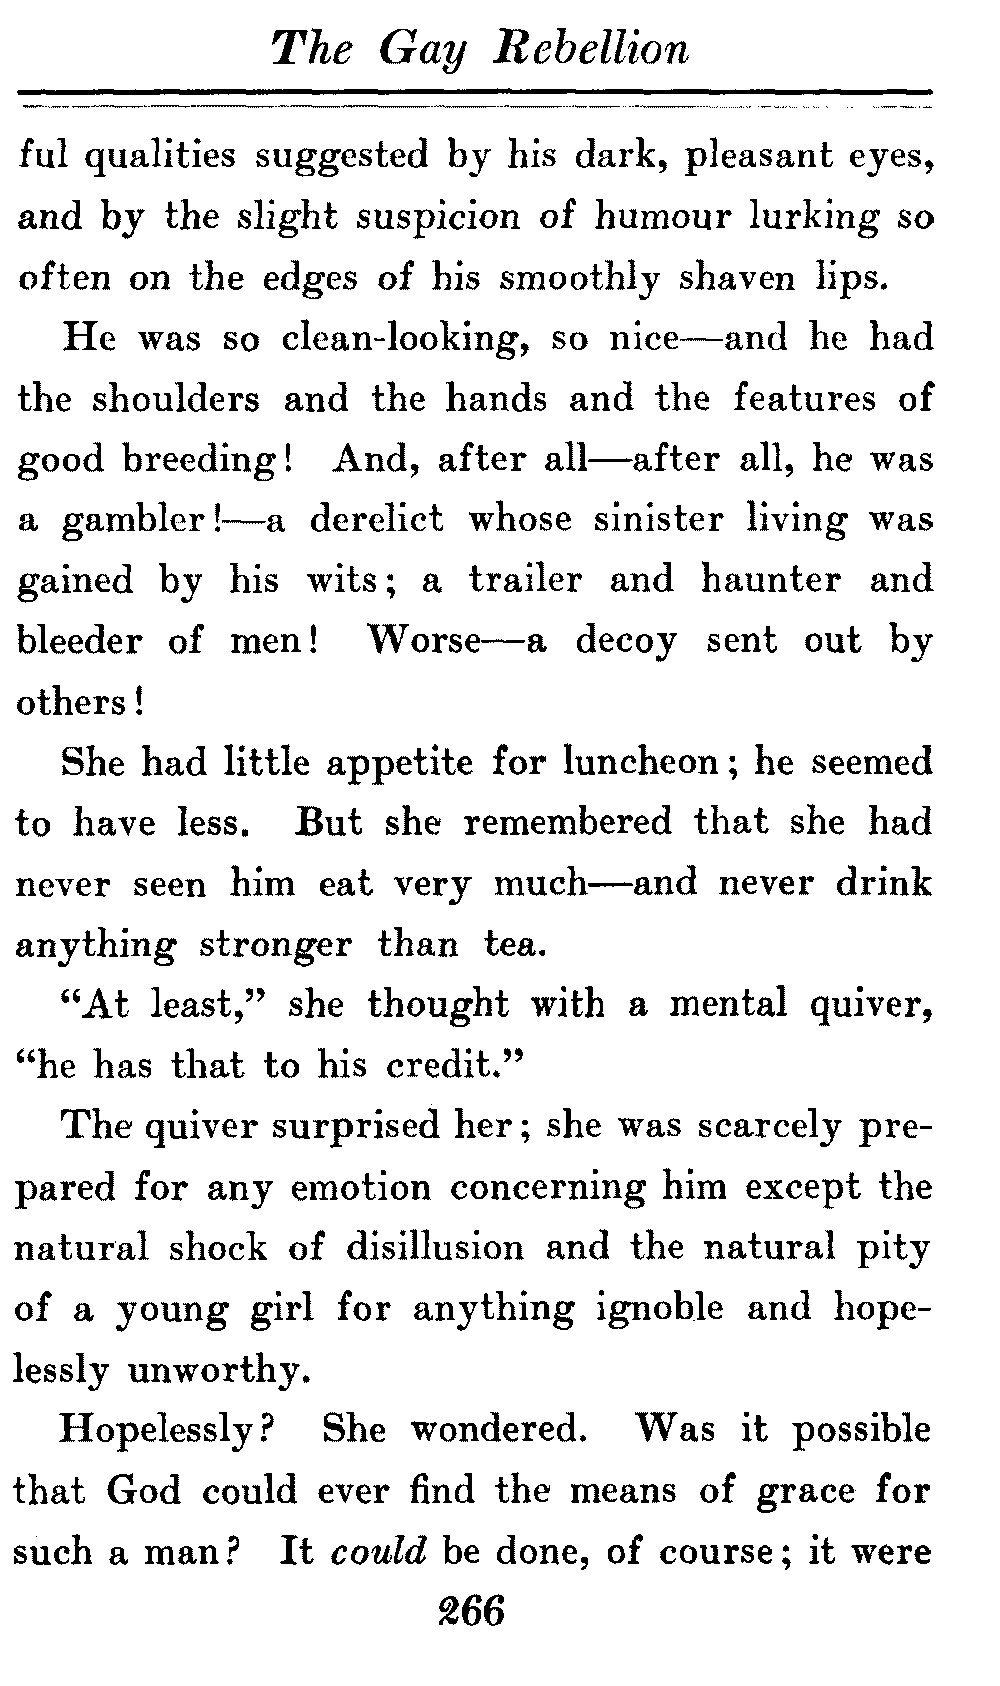 The Gay Rebellion
ful qualities suggested by his dark, pleasant eyes,
and by the slight suspicion of humour lurking so
often on the edges of his smoothly shaven lips.
He was so clean-looking, so nice—and he had
the shoulders and the hands and the features of
good breeding! And, after all—after all, he was
a gambler!—a derelict whose sinister living was
gained by his wits; a trailer and haunter and
bleeder of men! Worse—a decoy sent out by
others!
She had little appetite for luncheon; he seemed
to have less. But she remembered that she had
never seen him eat very much—and never drink
anything stronger than tea.
“At least,” she thought with a mental quiver,
“he has that to his credit.”
The quiver surprised her; she was scarcely pre-
pared for any emotion concerning him except the
natural shock of disillusion and the natural pity
of a young girl for anything ignoble and hope-
lessly unworthy.
Hopelessly? She wondered. Was it possible
that God could ever find the means of grace for
such a man? It could be done, of course; it were
266